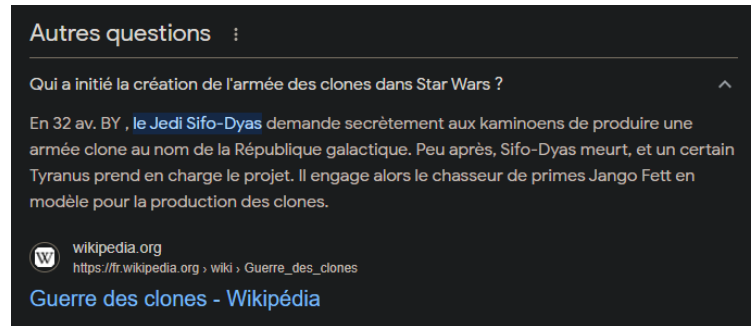 Autres questions
Qui a initié la création de l'armée des clones dans Star Wars ?
En 32 av. BY , le Jedi Sifo-Dyas demande secrètement aux kaminoens de produire une
armée clone au nom de la République galactique. Peu après, Sifo-Dyas meurt, et un certain
Tyranus prend en charge le projet. Il engage alors le chasseur de primes Jango Fett en
modèle pour la production des clones.
W
wikipedia.org
https://fr.wikipedia.org › wiki › Guerre_des_clones
Guerre des clones - Wikipédia